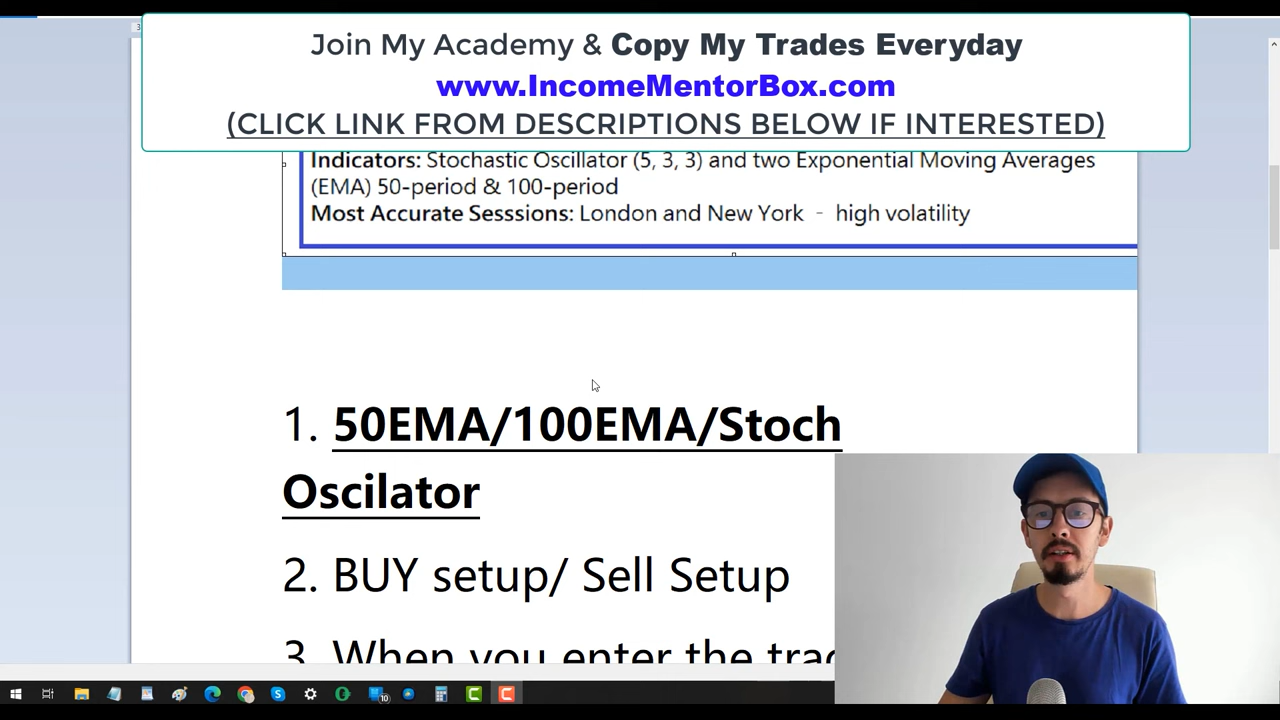 Join My Academy & Copy My Trades Everyday
www.IncomeMentorBox.com
(CLICK LINK FROM DESCRIPTIONS BELOW IF INTERESTED)
Indicators: Stochastic Oscillator (5, 3, 3) and two Exponential Moving Averages
(EMA) 50-period & 100-period
Most Accurate Sesssions: London and New York - high volatility
1. 50EMA/100EMA/Stoch
Oscilator
2. BUY setup/ Sell Setup
3. When you enter the
10